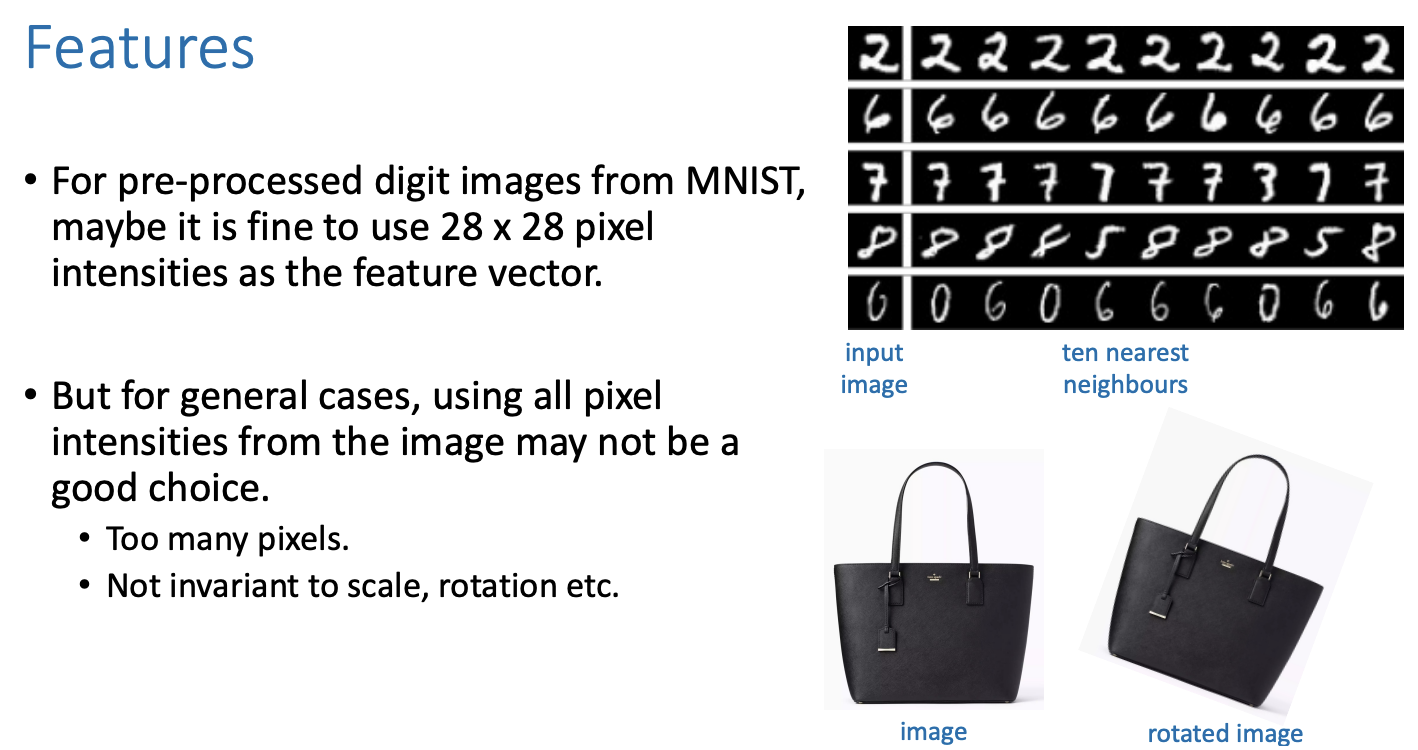 Features
• For pre-processed digit images from MNIST,
maybe it is fine to use 28 x 28 pixel
intensities as the feature vector.
• But for general cases, using all pixel
intensities from the image may not be a
good choice.
• Too many pixels.
• Not invariant to scale, rotation etc.
2 2 2 2 2 2 2 2 2 2
6 6 6 6 6 6 6 6 6 6
7 7 7 7 7 7 7 3 7 7
8 8 8 8 5 8 8 8 5 8
0 6 0 6 6 6 0 6 6
input
image
ten nearest
neighbours
image
rotated image